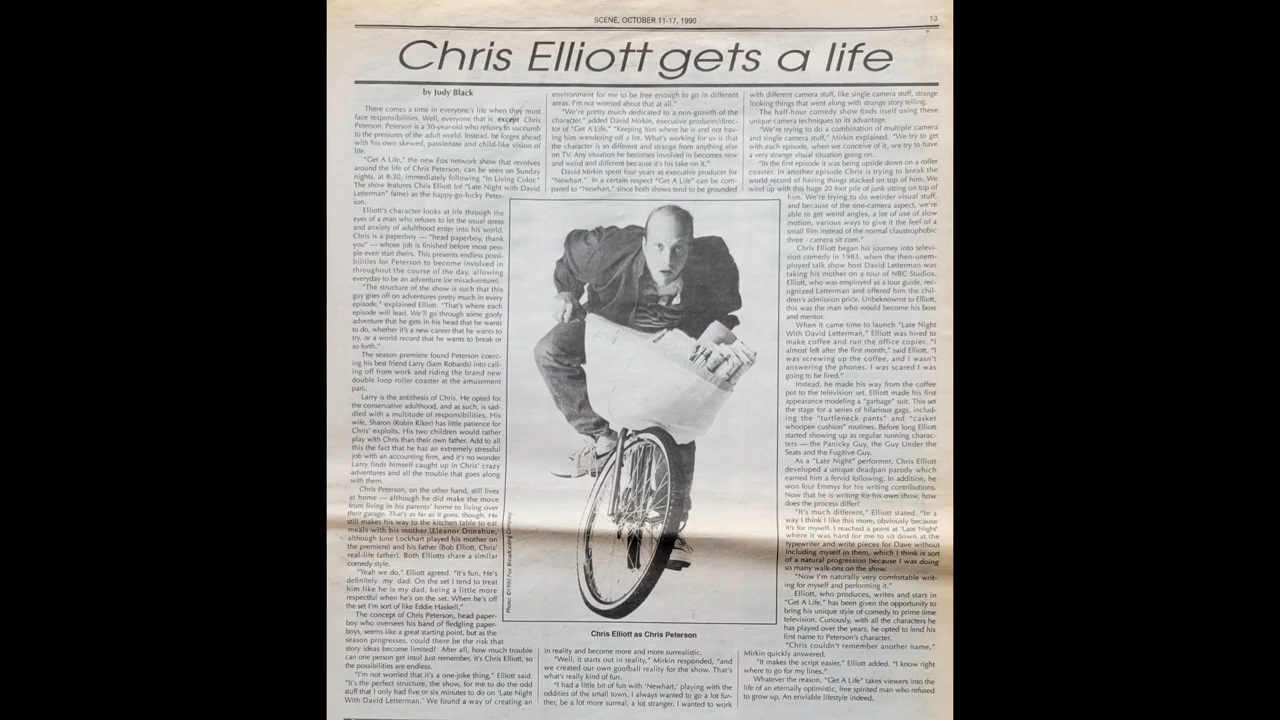 SCENE, OCTOBER 11-17, 1990
13
Chris Elliott gets a life
by Judy Black
There comes a time in everyone's life when they must
face responsibilities. Well, everyone that is, except Chris
Peterson. Peterson is a 30-year-old who refuses to succumb
to the pressures of the adult world. Instead, he forges ahead
with his own skewed, passionate and child-like vision of
life.
"Get A Life," the new Fox network show that revolves
around the life of Chris Peterson, can be seen on Sunday
nights, at 8:30, immediately following "In Living Color."
The show features Chris Elliott (of "Late Night with David
Letterman" fame) as the happy-go-lucky Peter-
son.
Elliott's character looks at life through the
eyes of a man who refuses to let the usual stress
and anxiety of adulthood enter into his world.
Chris is a paperboy — "head paperboy, thank
you" — whose job is finished before most peo-
ple even start theirs. This presents endless possi-
bilities for Peterson to become involved in
throughout the course of the day, allowing
everyday to be an adventure (or misadventure).
"The structure of the show is such that this
guy goes off on adventures pretty much in every
episode," explained Elliott. "That's where each
episode will lead. We'll go through some goofy
adventure that he gets in his head that he wants
to do, whether it's a new career that he wants to
try, or a world record that he wants to break or
so forth."
The season premiere found Peterson coerc-
ing his best friend Larry (Sam Robards) into call-
ing off from work and riding the brand new
double loop roller coaster at the amusement
park.
Larry is the antithesis of Chris. He opted for
the conservative adulthood, and as such, is sad-
dled with a multitude of responsibilities. His
wife, Sharon (Robin Riker) has little patience for
Chris' exploits. His two children would rather
play with Chris than their own father. Add to all
this the fact that he has an extremely stressful
job with an accounting firm, and it's no wonder
Larry finds himself caught up in Chris' crazy
adventures and all the trouble that goes along
with them.
Chris Peterson, on the other hand, still lives
at home — although he did make the move
from living in his parents' home to living over
their garage. That's as far as it goes, though. He
still makes his way to the kitchen table to eat
meals with his mother (Eleanor Donahue,
although June Lockhart played his mother on
the premiere) and his father (Bob Elliott, Chris'
real-life father). Both Elliotts share a similar
comedy style.
"Yeah we do," Elliott agreed. "It's fun. He's
definitely my dad. On the set I tend to treat
him like he is my dad, being a little more
respectful when he's on the set. When he's off
the set I'm sort of like Eddie Haskell."
The concept of Chris Peterson, head paper-
boy who oversees his band of fledgling paper-
boys, seems like a great starting point, but as the
season progresses, could there be the risk that
story ideas become limited? After all, how much trouble
can one person get into? Just remember, it's Chris Elliott, so
the possibilities are endless.
"I'm not worried that it's a one-joke thing," Elliott said.
"It's the perfect structure, the show, for me to do the odd
stuff that I only had five or six minutes to do on 'Late Night
With David Letterman.' We found a way of creating an
environment for me to be free enough to go in different
areas. I'm not worried about that at all."
"We're pretty much dedicated to a non-growth of the
character," added David Mirkin, executive producer/direc-
tor of "Get A Life." "Keeping him where he is and not hav-
ing him wandering off a lot. What's working for us is that
the character is so different and strange from anything else
on TV. Any situation he becomes involved in becomes new
and weird and different because it's his take on it."
David Mirkin spent four years as executive producer for
"Newhart." In a certain respect "Get A Life" can be com-
pared to "Newhart," since both shows tend to be grounded
Photo: ©1990 Fox Broadcasting Company
Chris Elliott as Chris Peterson
in reality and become more and more surrealistic.
"Well, it starts out in reality," Mirkin responded, "and
we created our own goofball reality for the show. That's
what's really kind of fun.
"I had a little bit of fun with 'Newhart,' playing with the
oddities of the small town. I always wanted to go a lot fur-
ther, be a lot more surreal, a lot stranger. I wanted to work
with different camera stuff, like single camera stuff, strange
looking things that went along with strange story telling.
The half-hour comedy show finds itself using these
unique camera techniques to its advantage.
"We're trying to do a combination of multiple camera
and single camera stuff," Mirkin explained. "We try to get
with each episode, when we conceive of it, we try to have
a very strange visual situation going on.
"In the first episode it was being upside down on a roller
coaster. In another episode Chris is trying to break the
world record of having things stacked on top of him. We
wind up with this huge 20 foot pile of junk sitting on top of
him. We're trying to do weirder visual stuff,
and because of the one-camera aspect, we're
able to get weird angles, a lot of use of slow
motion, various ways to give it the feel of a
small film instead of the normal claustrophobic
three - camera sit com."
Chris Elliott began his journey into televi-
sion comedy in 1983, when the then-unem-
ployed talk show host David Letterman was
taking his mother on a tour of NBC Studios.
Elliott, who was employed as a tour guide, rec-
ognized Letterman and offered him the chil-
dren's admission price. Unbeknownst to Elliott,
this was the man who would become his boss
and mentor.
When it came time to launch "Late Night
With David Letterman," Elliott was hired to
make coffee and run the office copier. "I
almost left after the first month," said Elliott. "I
was screwing up the coffee, and I wasn't
answering the phones. I was scared I was
going to be fired."
Instead, he made his way from the coffee
pot to the television set. Elliott made his first
appearance modeling a "garbage" suit. This set
the stage for a series of hilarious gags, includ-
ing the "turtleneck pants" and "casket
whoopee cushion" routines. Before long Elliott
started showing up as regular running charac-
ters — the Panicky Guy, the Guy Under the
Seats and the Fugitive Guy.
As a "Late Night" performer, Chris Elliott
developed a unique deadpan parody which
earned him a fervid following. In addition, he
won four Emmys for his writing contributions.
Now that he is writing for his own show, how
does the process differ?
"It's much different," Elliott stated. "In a
way I think I like this more, obviously because
it's for myself. I reached a point at 'Late Night'
where it was hard for me to sit down at the
typewriter and write pieces for Dave without
including myself in them, which I think is sort
of a natural progression because I was doing
so many walk-ons on the show.
"Now I'm naturally very comfortable writ-
ing for myself and performing it."
Elliott, who produces, writes and stars in
"Get A Life," has been given the opportunity to
bring his unique style of comedy to prime time
television. Curiously, with all the characters he
has played over the years, he opted to lend his
first name to Peterson's character.
"Chris couldn't remember another name,"
Mirkin quickly answered.
"It makes the script easier," Elliott added. "I know right
where to go for my lines."
Whatever the reason, "Get A Life" takes viewers into the
life of an eternally optimistic, free spirited man who refused
to grow up. An enviable lifestyle indeed.